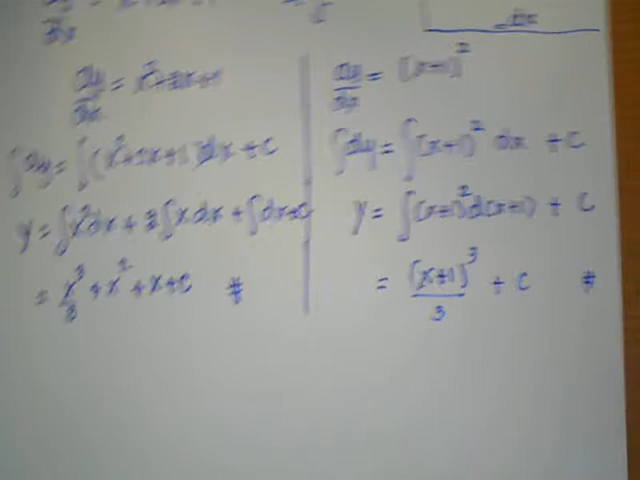 dy/dx = x²+2x+1
∫dy = ∫(x²+2x+1)dx + C
y = ∫x²dx + 2∫xdx + ∫dx+C
= x³/3 + x² + x + C #
dy/dx = (x+1)²
∫dy = ∫(x+1)² dx + C
y = ∫(x+1)²d(x+1) + C
= (x+1)³/3 + C #